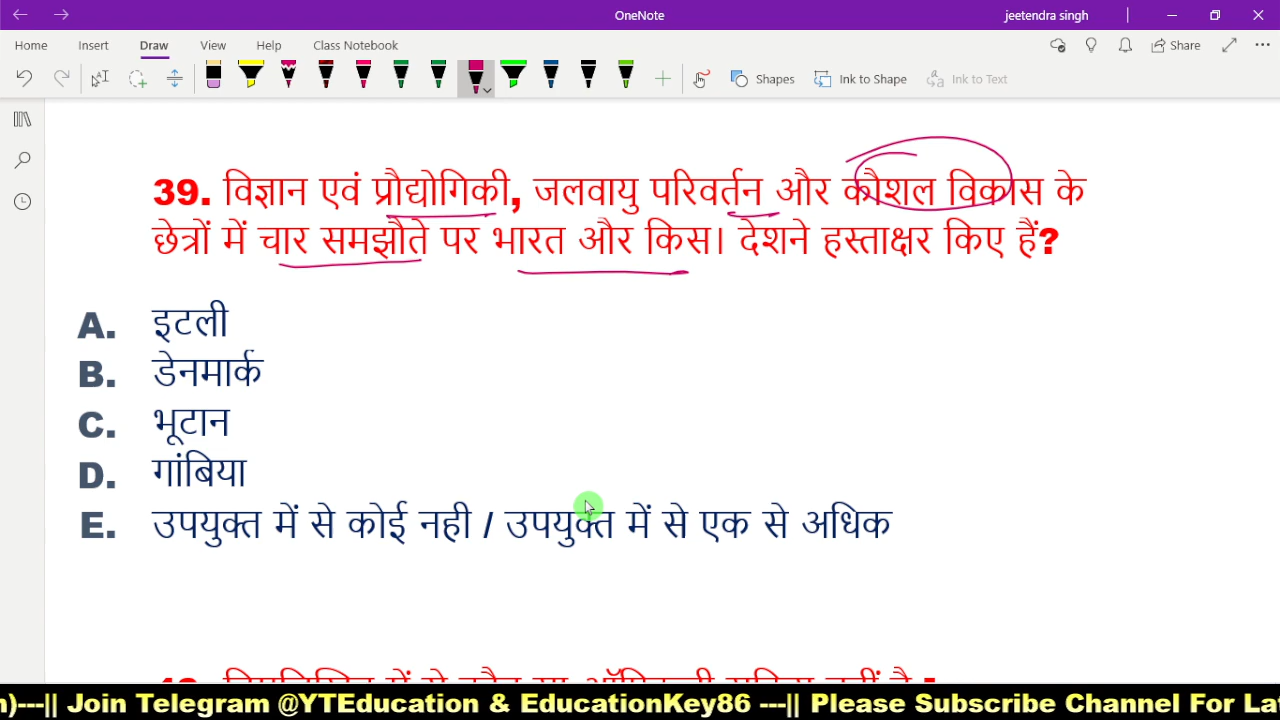 OneNote
jeetendra singh
Home Insert Draw View Help Class Notebook
Share
Shapes Ink to Shape Ink to Text
39. विज्ञान एवं प्रौद्योगिकी, जलवायु परिवर्तन और कौशल विकास के
छेत्रों में चार समझौते पर भारत और किस। देशने हस्ताक्षर किए हैं?
A. इटली
B. डेनमार्क
C. भूटान
D. गांबिया
E. उपयुक्त में से कोई नही / उपयुक्त में से एक से अधिक
n)---|| Join Telegram @YTEducation & EducationKey86 ---|| Please Subscribe Channel For La